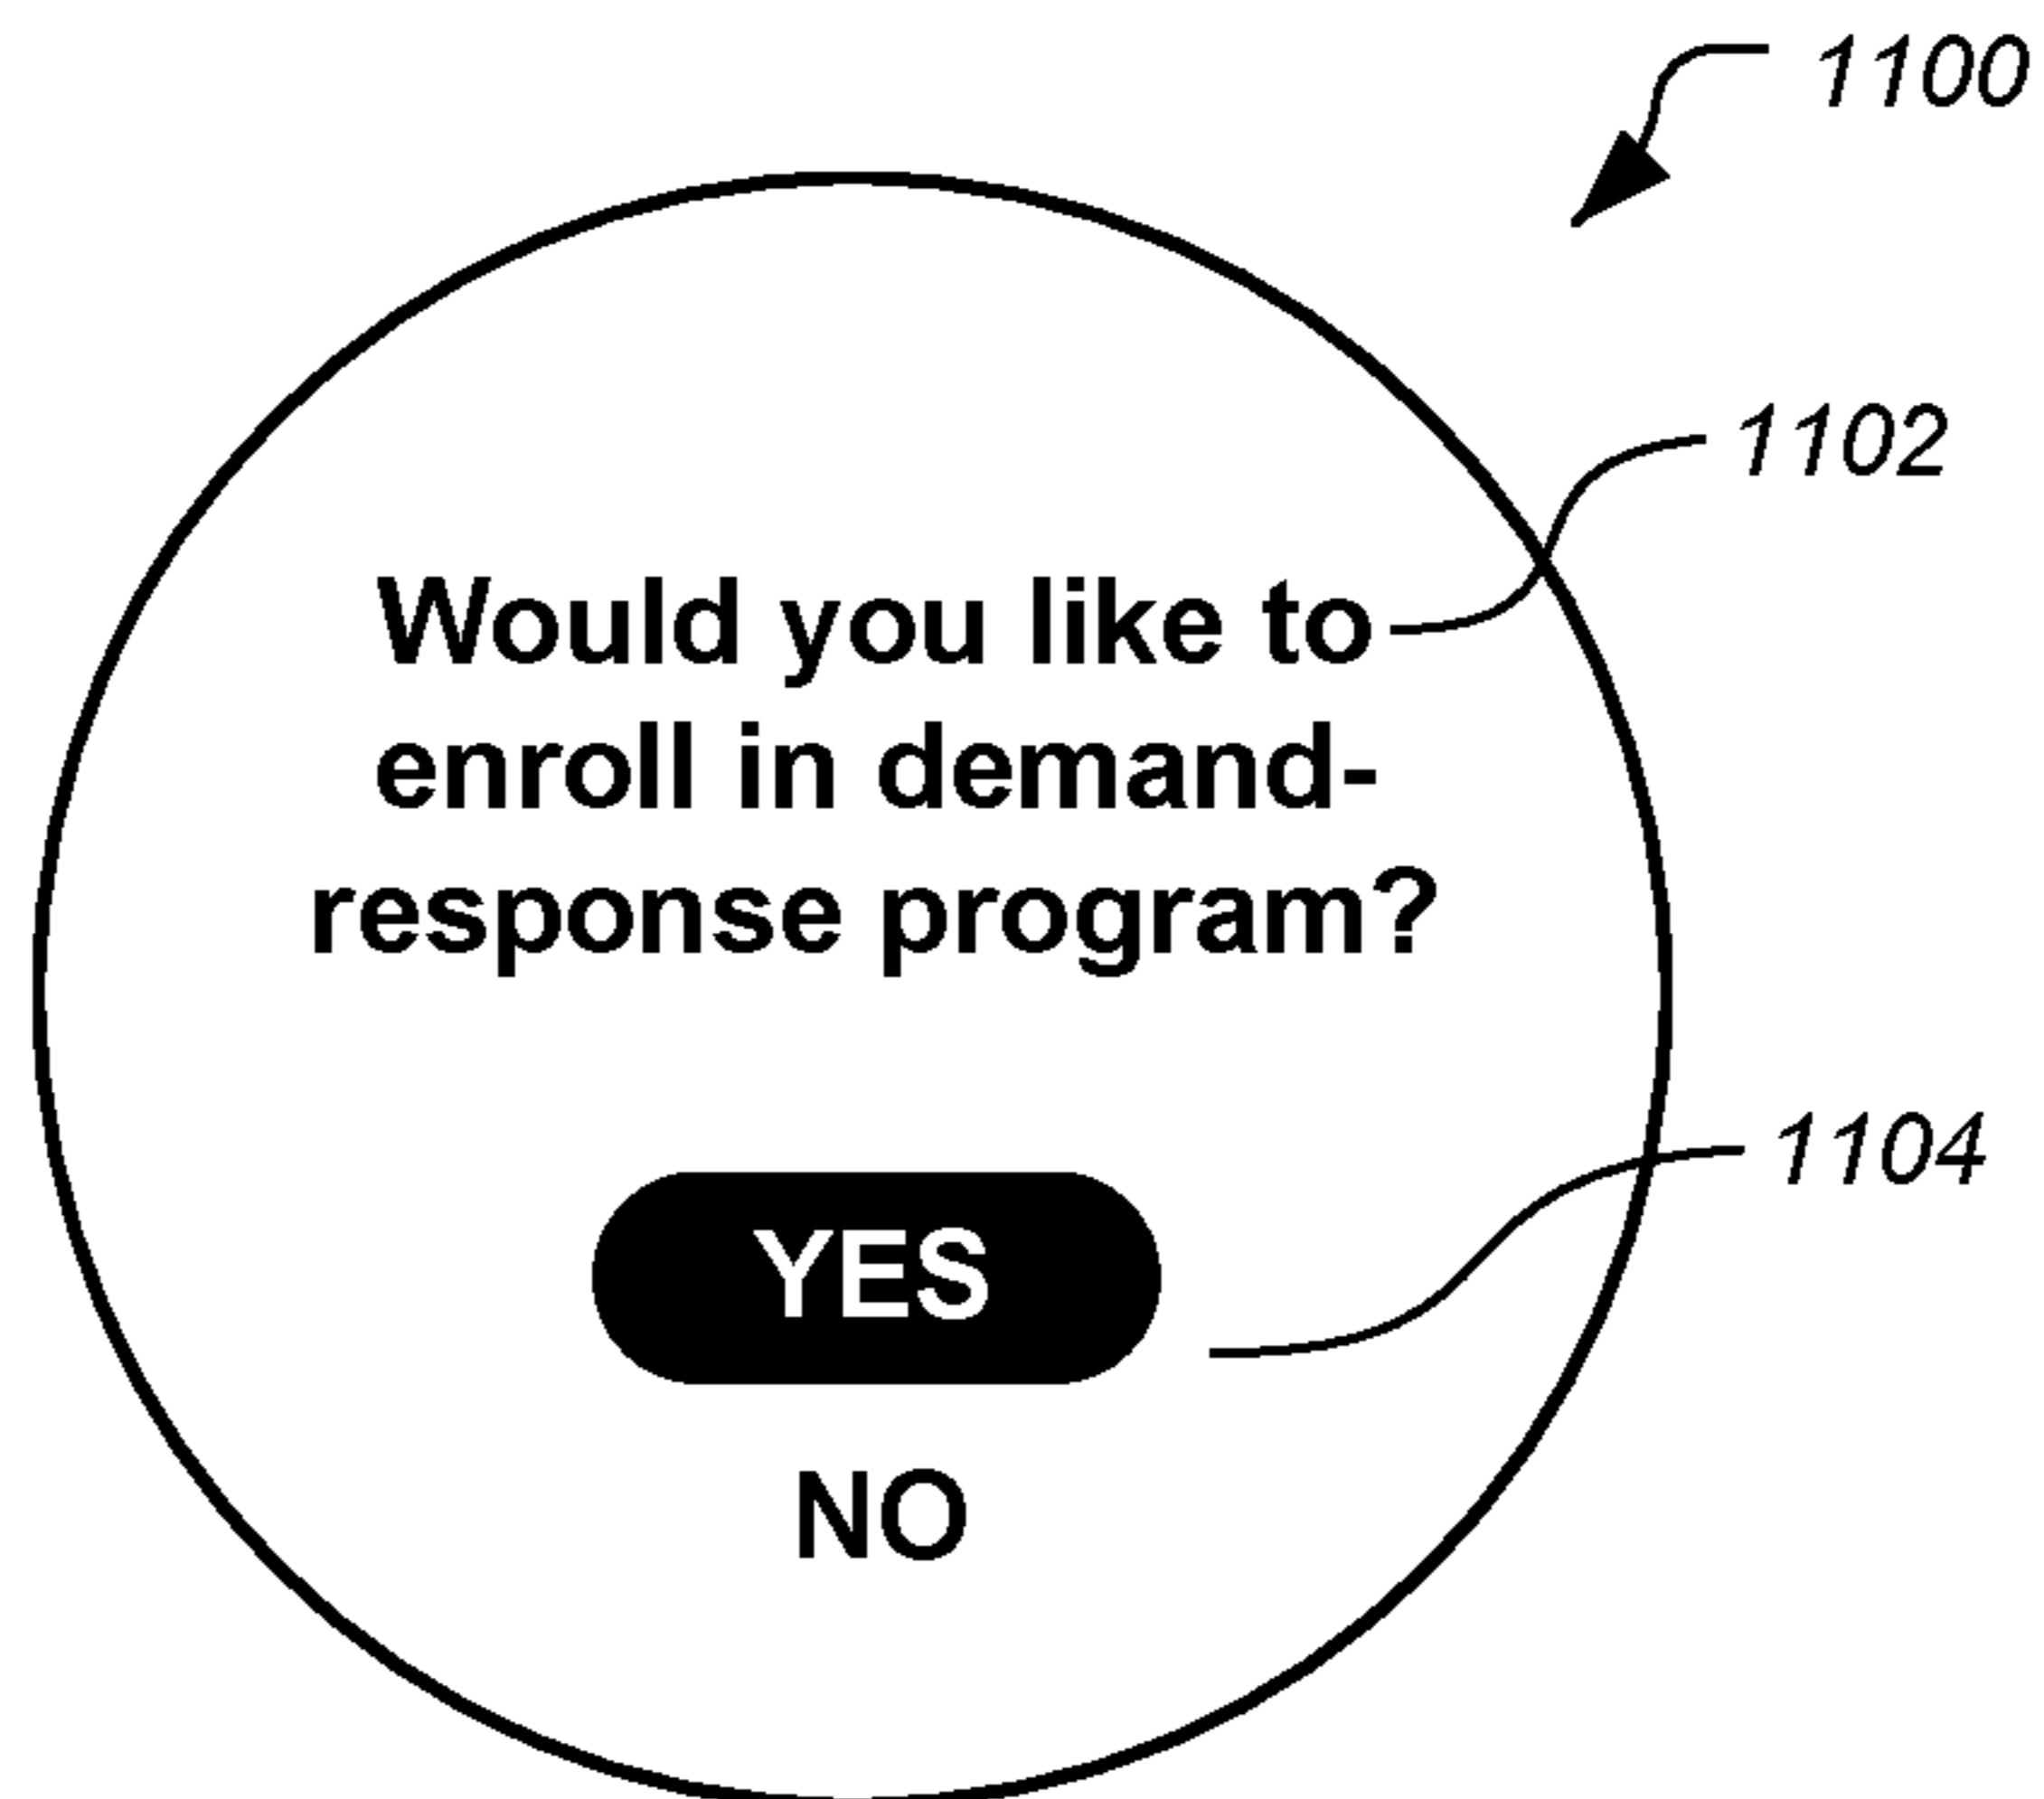 1100
1102
Would you like to
enroll in demand-
response program?
1104
YES
NO